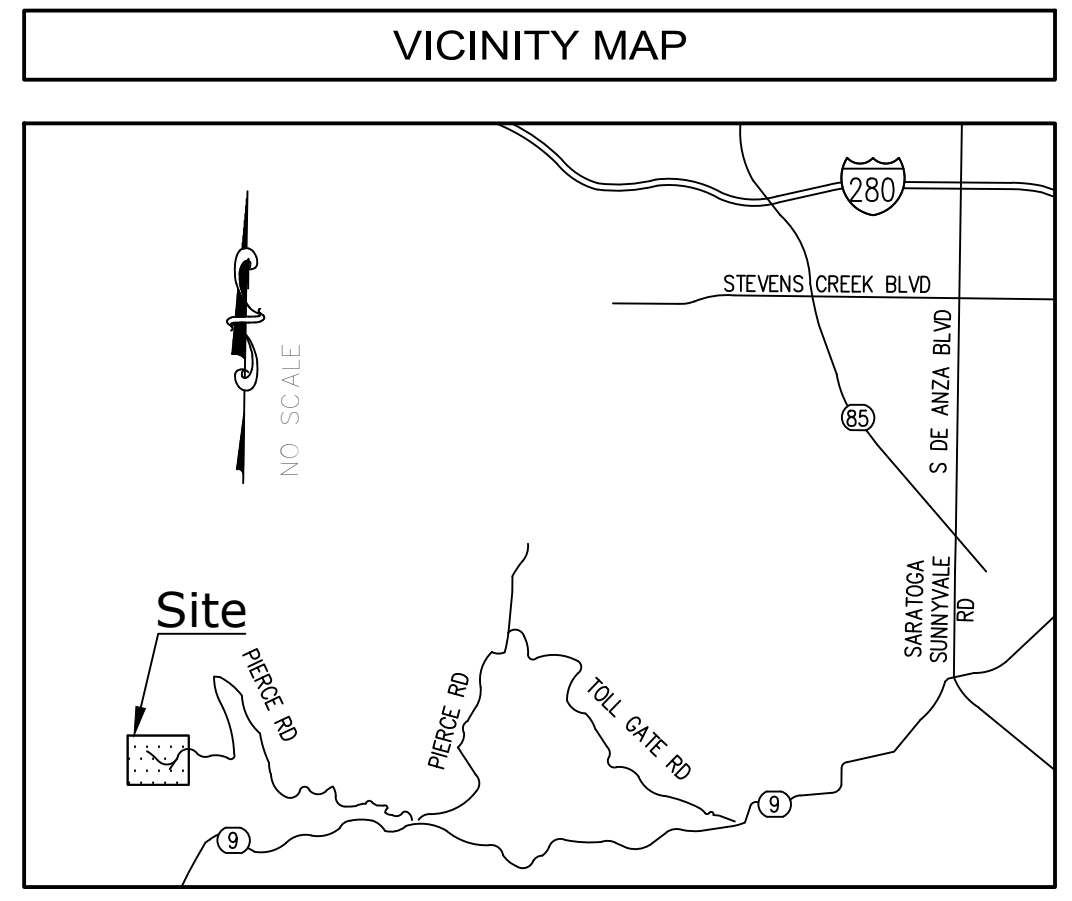 VICINITY MAP
280
STEVENS CREEK BLVD
S DE ANZA BLVD
NO SCALE
85
SARATOGA
SUNNYVALE
RD
Site
PIERCE RD
PIERCE RD
TOLL GATE RD
9
9